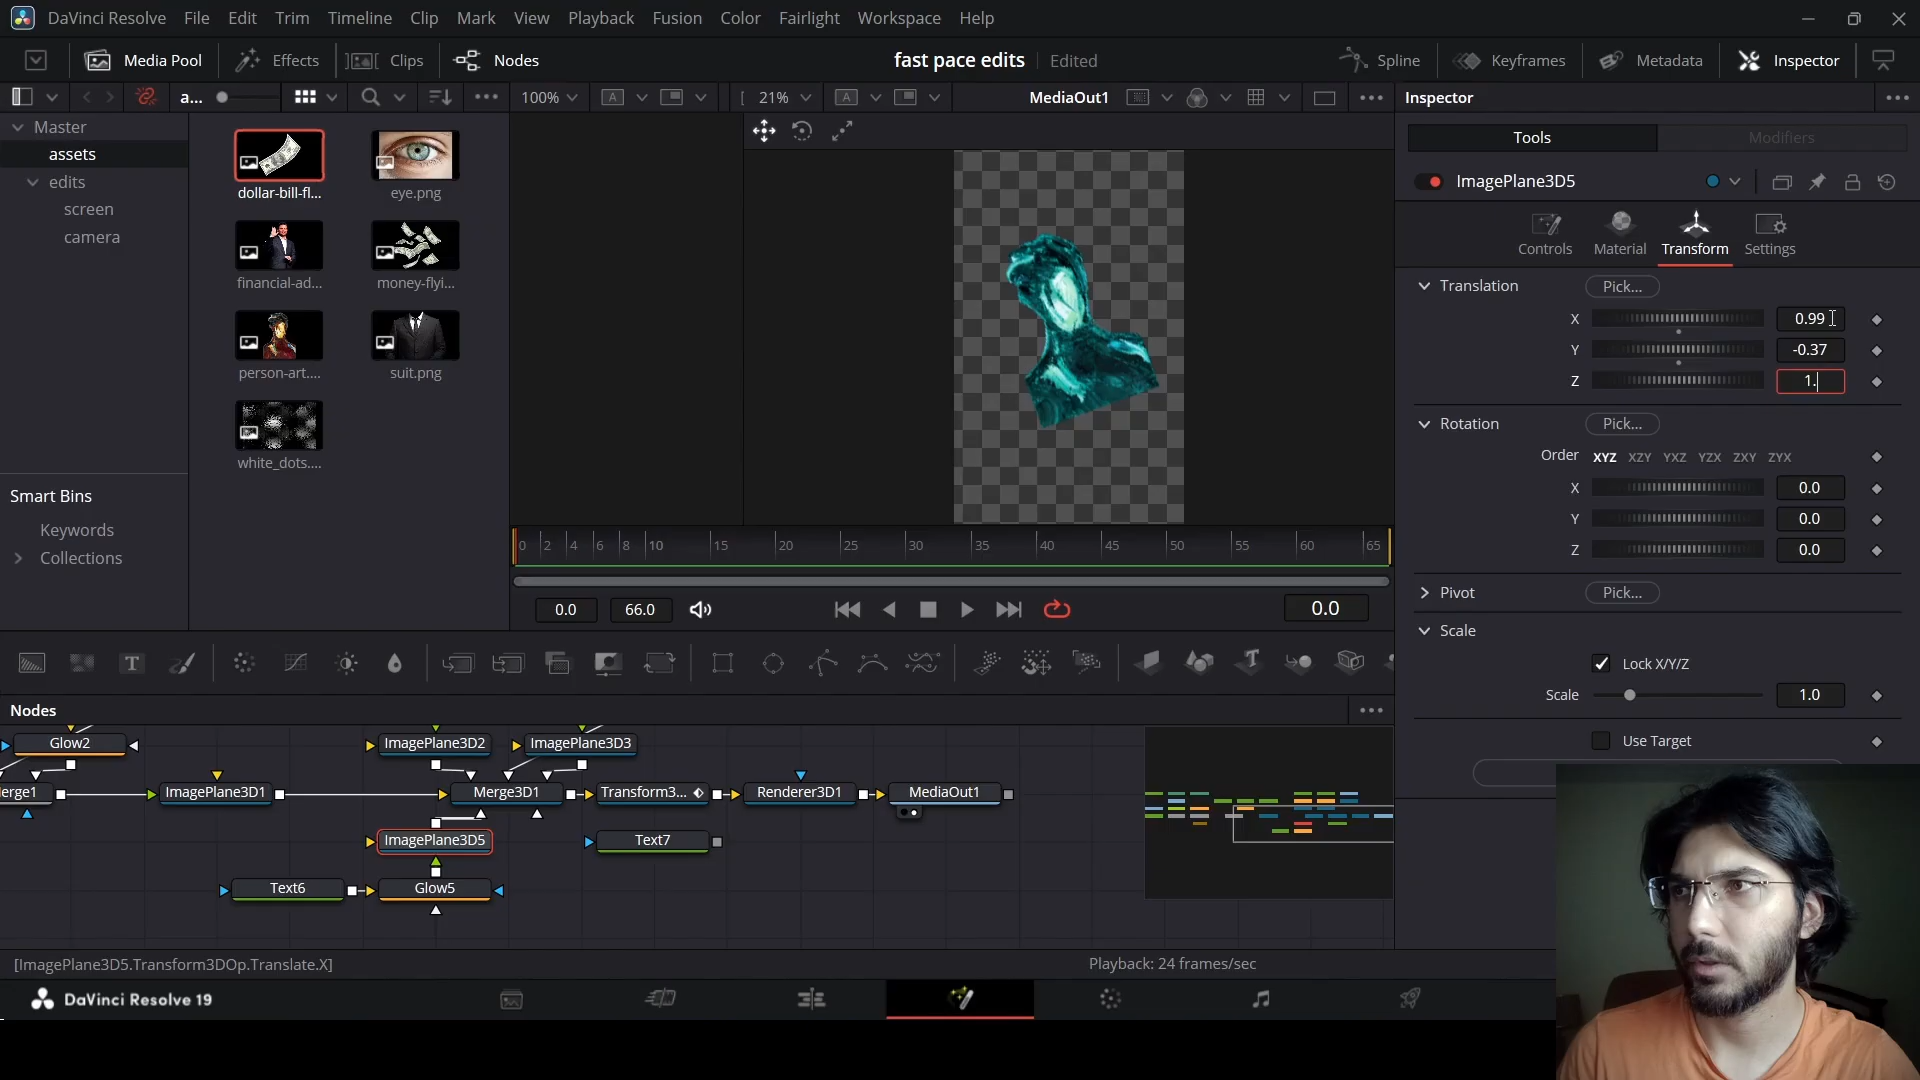 DaVinci Resolve File Edit Trim Timeline Clip Mark View Playback Fusion Color Fairlight Workspace Help
Media Pool Effects Clips Nodes fast pace edits Edited Spline Keyframes Metadata Inspector
a... 100% 21% MediaOut1 Inspector
Master
assets
edits
screen
camera
dollar-bill-fl...
eye.png
financial-ad...
money-flyi...
person-art....
suit.png
white_dots....
Smart Bins
Keywords
Collections
0 2 4 6 8 10 15 20 25 30 35 40 45 50 55 60 65
0.0 66.0 0.0
Tools Modifiers
ImagePlane3D5
Controls Material Transform Settings
Translation Pick...
X 0.99
Y -0.37
Z 1.
Rotation Pick...
Order XYZ XZY YXZ YZX ZXY ZYX
X 0.0
Y 0.0
Z 0.0
Pivot Pick...
Scale
Lock X/Y/Z
Scale 1.0
Use Target
Nodes
Glow2 ImagePlane3D2 ImagePlane3D3
erge1 ImagePlane3D1 Merge3D1 Transform3... Renderer3D1 MediaOut1
ImagePlane3D5 Text7
Text6 Glow5
[ImagePlane3D5.Transform3DOp.Translate.X] Playback: 24 frames/sec
DaVinci Resolve 19